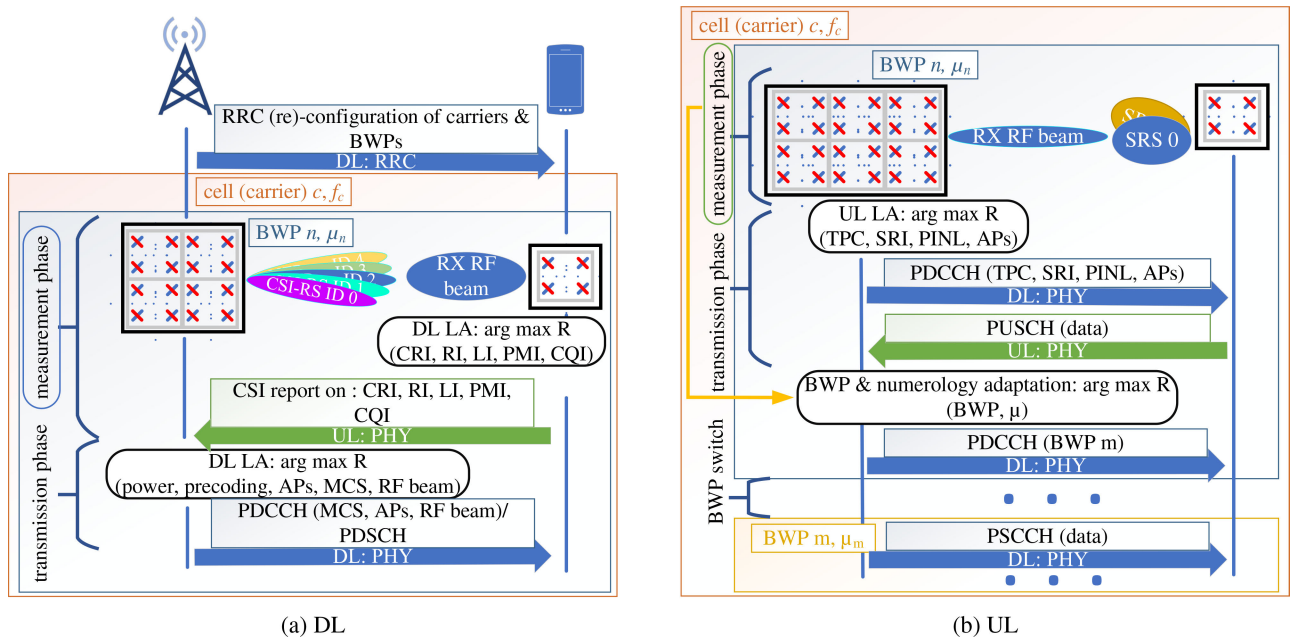 RRC (re)-configuration of carriers &
BWPs
DL: RRC
cell (carrier) c, f_c
measurement phase
BWP n, μ_n
ID 4
ID 3
ID 2
CSI-RS ID 0
RX RF
beam
DL LA: arg max R
(CRI, RI, LI, PMI, CQI)
CSI report on : CRI, RI, LI, PMI,
CQI
UL: PHY
transmission phase
DL LA: arg max R
(power, precoding, APs, MCS, RF beam)
PDCCH (MCS, APs, RF beam)/
PDSCH
DL: PHY
(a) DL
cell (carrier) c, f_c
measurement phase
BWP n, μ_n
RX RF beam
SRS 0
transmission phase
UL LA: arg max R
(TPC, SRI, PINL, APs)
PDCCH (TPC, SRI, PINL, APs)
DL: PHY
PUSCH (data)
UL: PHY
BWP & numerology adaptation: arg max R
(BWP, μ)
PDCCH (BWP m)
DL: PHY
BWP switch
BWP m, μ_m
PSCCH (data)
DL: PHY
(b) UL